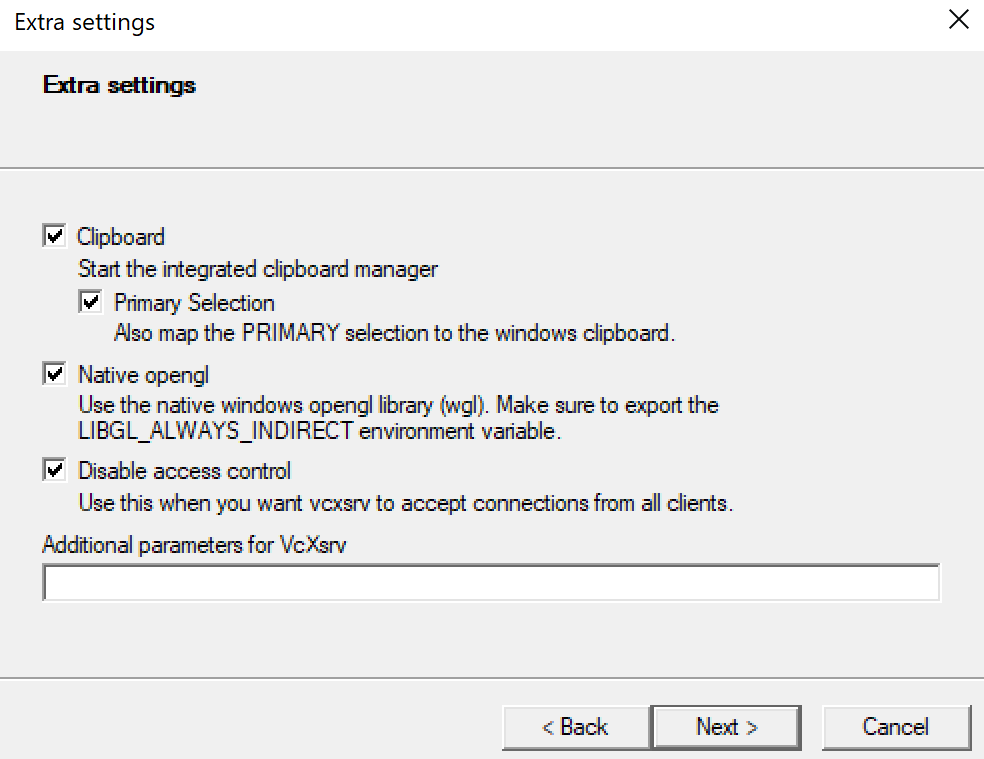 Extra settings
Extra settings
Clipboard
Start the integrated clipboard manager
Primary Selection
Also map the PRIMARY selection to the windows clipboard.
Native opengl
Use the native windows opengl library (wgl). Make sure to export the
LIBGL_ALWAYS_INDIRECT environment variable.
Disable access control
Use this when you want vcxsrv to accept connections from all clients.
Additional parameters for VcXsrv
< Back Next > Cancel